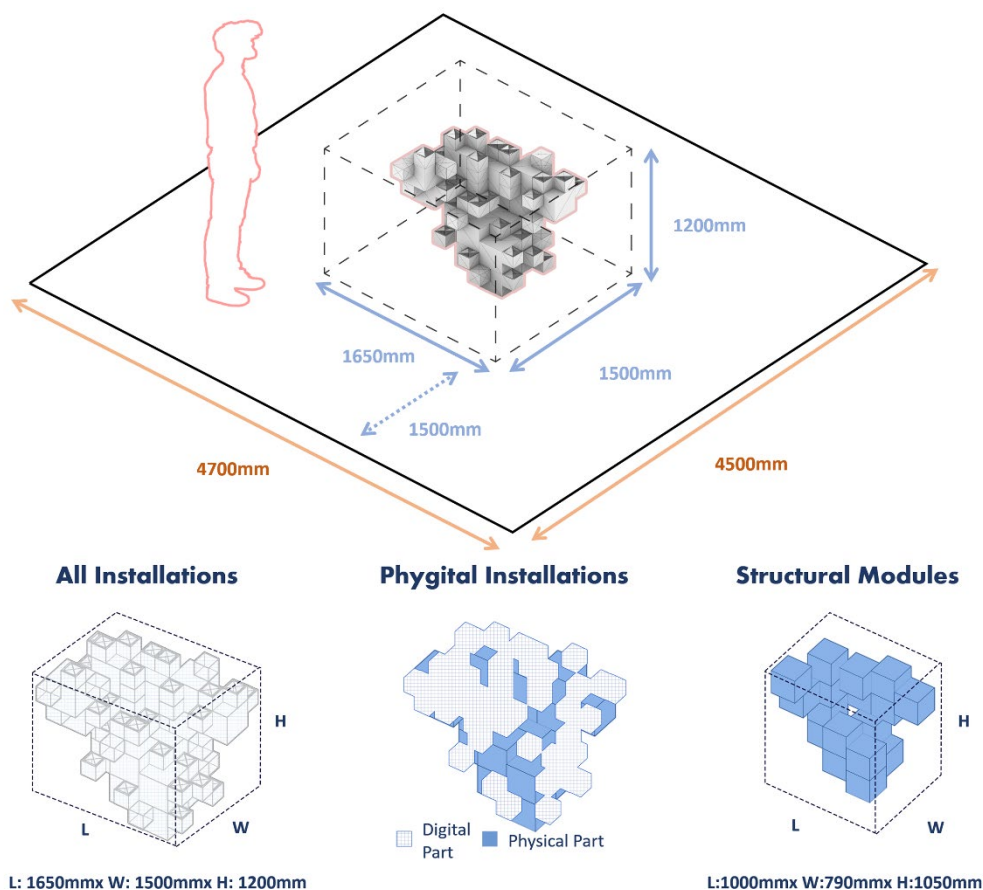 1200mm
1650mm
1500mm
1500mm
4700mm
4500mm
All Installations
Phygital Installations
Structural Modules
H
L
W
Digital
Part
Physical Part
H
L
W
L: 1650mmx W: 1500mmx H: 1200mm
L:1000mmx W:790mmx H:1050mm